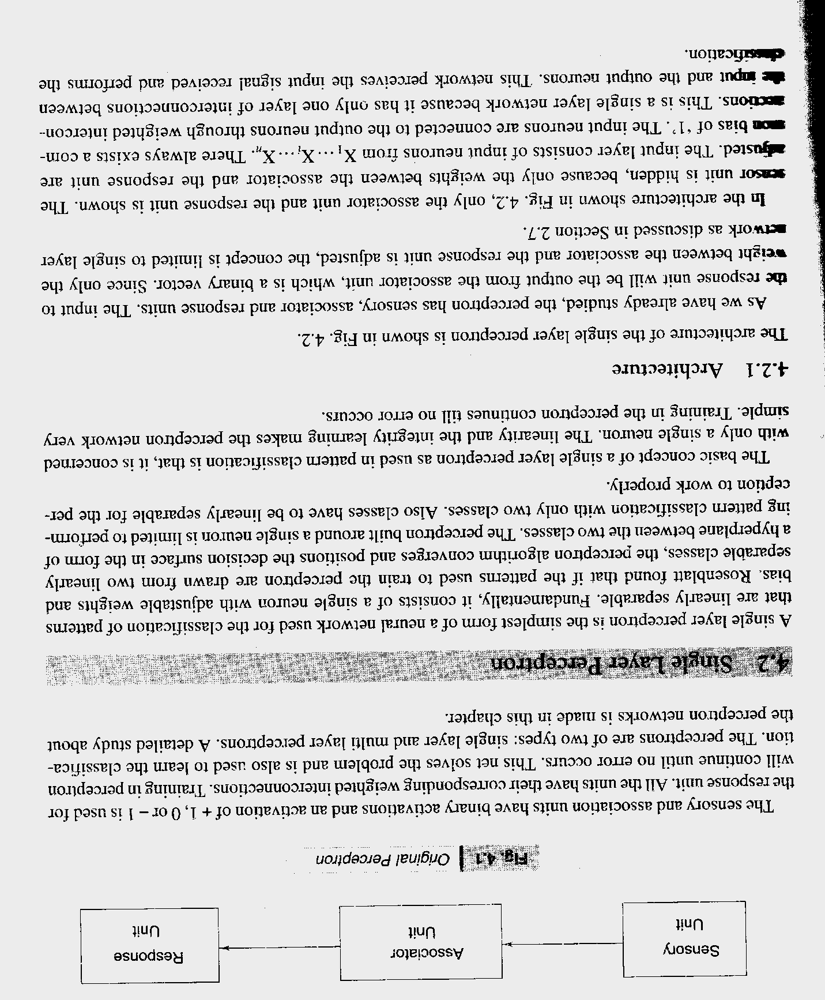 Sensory
Unit
Associator
Unit
Response
Unit
Fig. 4.1 Original Perceptron
The sensory and association units have binary activations and an activation of + 1, 0 or – 1 is used for
the response unit. All the units have their corresponding weighted interconnections. Training in perceptron
will continue until no error occurs. This net solves the problem and is also used to learn the classifica-
tion. The perceptrons are of two types: single layer and multi layer perceptrons. A detailed study about
the perceptron networks is made in this chapter.
4.2 Single Layer Perceptron
A single layer perceptron is the simplest form of a neural network used for the classification of patterns
that are linearly separable. Fundamentally, it consists of a single neuron with adjustable weights and
bias. Rosenblatt found that if the patterns used to train the perceptron are drawn from two linearly
separable classes, the perceptron algorithm converges and positions the decision surface in the form of
a hyperplane between the two classes. The perceptron built around a single neuron is limited to perform-
ing pattern classification with only two classes. Also classes have to be linearly separable for the per-
ception to work properly.
The basic concept of a single layer perceptron as used in pattern classification is that, it is concerned
with only a single neuron. The linearity and the integrity learning makes the perceptron network very
simple. Training in the perceptron continues till no error occurs.
4.2.1 Architecture
The architecture of the single layer perceptron is shown in Fig. 4.2.
As we have already studied, the perceptron has sensory, associator and response units. The input to
the response unit will be the output from the associator unit, which is a binary vector. Since only the
weight between the associator and the response unit is adjusted, the concept is limited to single layer
network as discussed in Section 2.7.
In the architecture shown in Fig. 4.2, only the associator unit and the response unit is shown. The
sensor unit is hidden, because only the weights between the associator and the response unit are
adjusted. The input layer consists of input neurons from X₁ ···Xᵢ···Xₙ. There always exists a com-
mon bias of '1'. The input neurons are connected to the output neurons through weighted intercon-
nections. This is a single layer network because it has only one layer of interconnections between
the input and the output neurons. This network perceives the input signal received and performs the
classification.